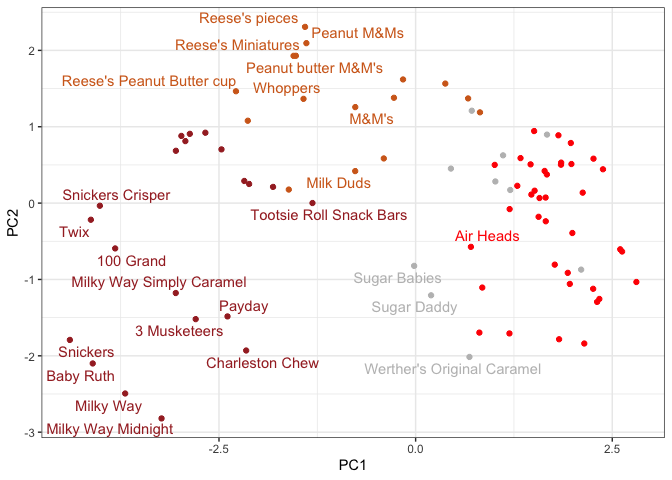 Reese's pieces
Peanut M&M's
Reese's Miniatures
Peanut butter M&M's
Reese's Peanut Butter cup
Whoppers
M&M's
Milk Duds
Snickers Crisper
Tootsie Roll Snack Bars
Twix
Air Heads
100 Grand
Sugar Babies
Milky Way Simply Caramel
Payday
Sugar Daddy
3 Musketeers
Snickers
Charleston Chew
Werther's Original Caramel
Baby Ruth
Milky Way
Milky Way Midnight
2
1
0
-1
-2
-3
PC2
-2.5
0.0
2.5
PC1